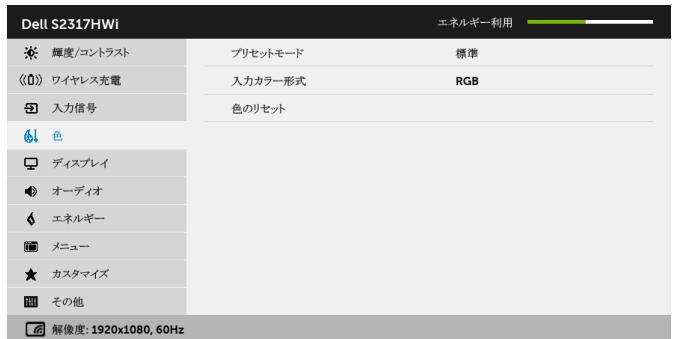 Dell S2317HWi エネルギー利用
輝度/コントラスト プリセットモード 標準
ワイヤレス充電 入力カラー形式 RGB
入力信号 色のリセット
色
ディスプレイ
オーディオ
エネルギー
メニュー
カスタマイズ
その他
解像度: 1920x1080, 60Hz